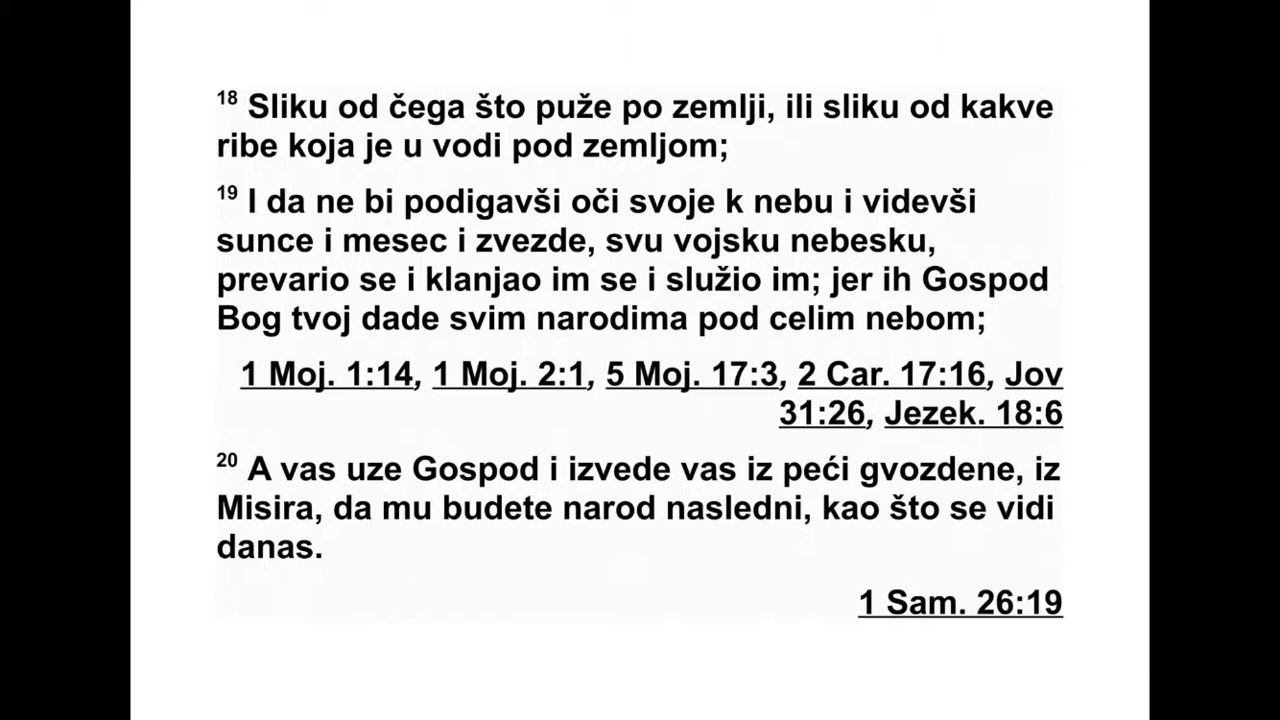 18 Sliku od čega što puže po zemlji, ili sliku od kakve
ribe koja je u vodi pod zemljom;
19 I da ne bi podigavši oči svoje k nebu i videvši
sunce i mesec i zvezde, svu vojsku nebesku,
prevario se i klanjao im se i služio im; jer ih Gospod
Bog tvoj dade svim narodima pod celim nebom;
1 Moj. 1:14, 1 Moj. 2:1, 5 Moj. 17:3, 2 Car. 17:16, Jov
31:26, Jezek. 18:6
20 A vas uze Gospod i izvede vas iz peći gvozdene, iz
Misira, da mu budete narod nasledni, kao što se vidi
danas.
1 Sam. 26:19